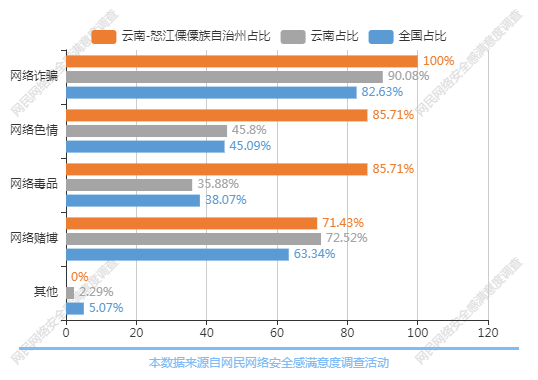 云南-怒江傈僳族自治州占比 云南占比 全国占比
网络诈骗 100%
90.08%
82.63%
网络色情 85.71%
45.8%
45.09%
网络毒品 85.71%
35.88%
38.07%
网络赌博 71.43%
72.52%
63.34%
其他 0%
2.29%
5.07%
0 20 40 60 80 100 120
本数据来源自网民网络安全感满意度调查活动
网民网络安全感满意度调查
网民网络安全感满意度调查
网民网络安全感满意度调查
网民网络安全感满意度调查